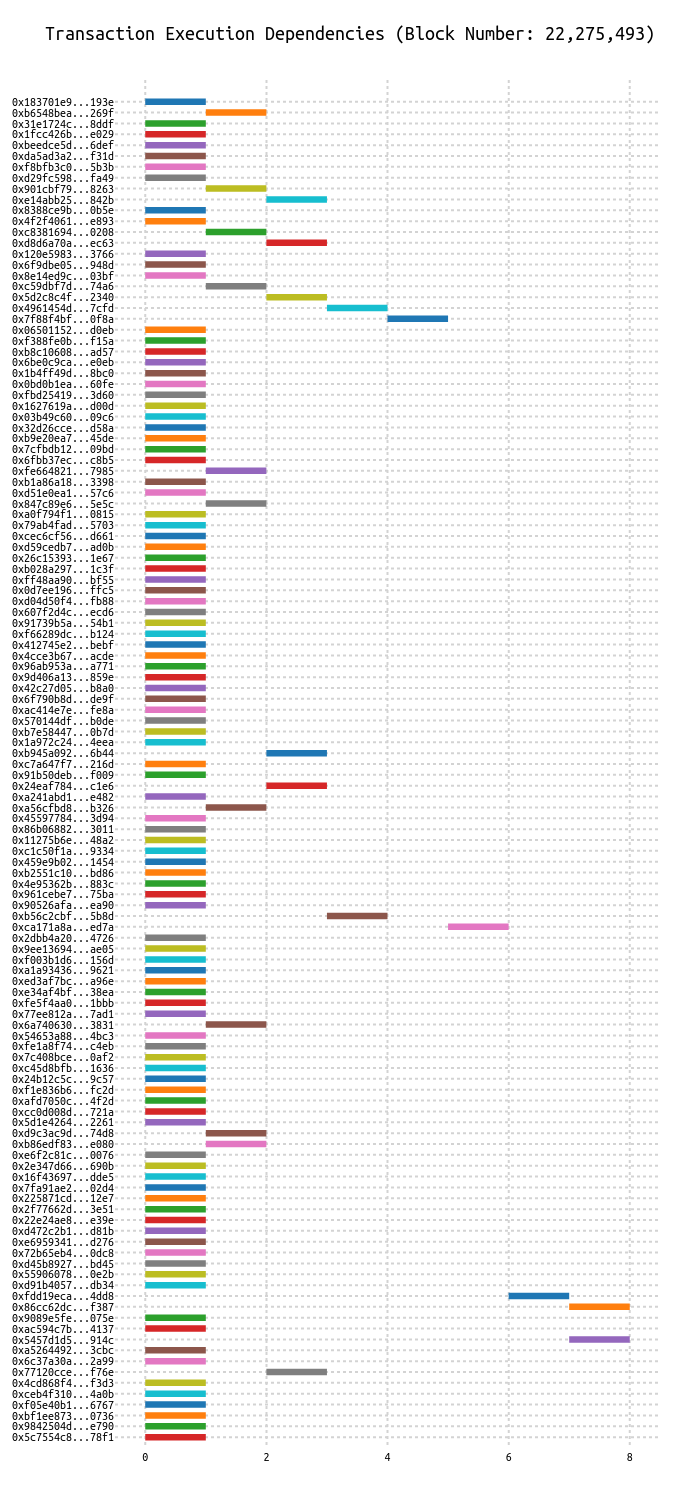 Transaction Execution Dependencies (Block Number: 22,275,493)
0x183701e9...193e
0xb6548bea...269f
0x31e1724c...8ddf
0x1fcc426b...e029
0xbeedce5d...6def
0xda5ad3a2...f31d
0xf8bfb3c0...5b3b
0xd29fc598...fa49
0x901cbf79...8263
0xe14abb25...842b
0x8388ce9b...0b5e
0x4f2f4061...e893
0xc8381694...0208
0xd8d6a70a...ec63
0x120e5983...3766
0x6f9dbe05...948d
0x8e14ed9c...03bf
0xc59dbf7d...74a6
0x5d2c8c4f...2340
0x4961454d...7cfd
0x7f88f4bf...0f8a
0x06501152...d0eb
0xf388fe0b...f15a
0xb8c10608...ad57
0x6be0c9ca...e0eb
0x1b4ff49d...8bc0
0x0bd0b1ea...60fe
0xfbd25419...3d60
0x1627619a...d00d
0x03b49c60...09c6
0x32d26cce...d58a
0xb9e20ea7...45de
0x7cfbdb12...09bd
0x6fbb37ec...c8b5
0xfe664821...7985
0xb1a86a18...3398
0xd51e0ea1...57c6
0x847c89e6...5e5c
0xa0f794f1...0815
0x79ab4fad...5703
0xcec6cf56...d661
0xd59cedb7...ad0b
0x26c15393...1e67
0xb028a297...1c3f
0xff48aa90...bf55
0x0d7ee196...ffc5
0xd04d50f4...fb88
0x607f2d4c...ecd6
0x91739b5a...54b1
0xf66289dc...b124
0x412745e2...bebf
0x4cce3b67...acde
0x96ab953a...a771
0x9d406a13...859e
0x42c27d05...b8a0
0x6f790b8d...de9f
0xac414e7e...fe8a
0x570144df...b0de
0xb7e58447...0b7d
0x1a972c24...4eea
0xb945a092...6b44
0xc7a647f7...216d
0x91b50deb...f009
0x24eaf784...c1e6
0xa241abd1...e482
0xa56cfbd8...b326
0x45597784...3d94
0x86b06882...3011
0x11275b6e...48a2
0xc1c50f1a...9334
0x459e9b02...1454
0xb2551c10...bd86
0x4e95362b...883c
0x961cebe7...75ba
0x90526afa...ea90
0xb56c2cbf...5b8d
0xca171a8a...ed7a
0x2dbb4a20...4726
0x9ee13694...ae05
0xf003b1d6...156d
0xa1a93436...9621
0xed3af7bc...a96e
0xe34af4bf...38ea
0xfe5f4aa0...1bbb
0x77ee812a...7ad1
0x6a740630...3831
0x54653a88...4bc3
0xfe1a8f74...c4eb
0x7c408bce...0af2
0xc45d8bfb...1636
0x24b12c5c...9c57
0xf1e836b6...fc2d
0xafd7050c...4f2d
0xcc0d008d...721a
0x5d1e4264...2261
0xd9c3ac9d...74d8
0xb86edf83...e080
0xe6f2c81c...0076
0x2e347d66...690b
0x16f43697...dde5
0x7fa91ae2...02d4
0x225871cd...12e7
0x2f77662d...3e51
0x22e24ae8...e39e
0xd472c2b1...d81b
0xe6959341...d276
0x72b65eb4...0dc8
0xd45b8927...bd45
0x55906078...0e2b
0xd91b4057...db34
0xfdd19eca...4dd8
0x86cc62dc...f387
0x9089e5fe...075e
0xac594c7b...4137
0x5457d1d5...914c
0xa5264492...3cbc
0x6c37a30a...2a99
0x77120cce...f76e
0x4cd868f4...f3d3
0xceb4f310...4a0b
0xf05e40b1...6767
0xbf1ee873...0736
0x9842504d...e790
0x5c7554c8...78f1
0 2 4 6 8